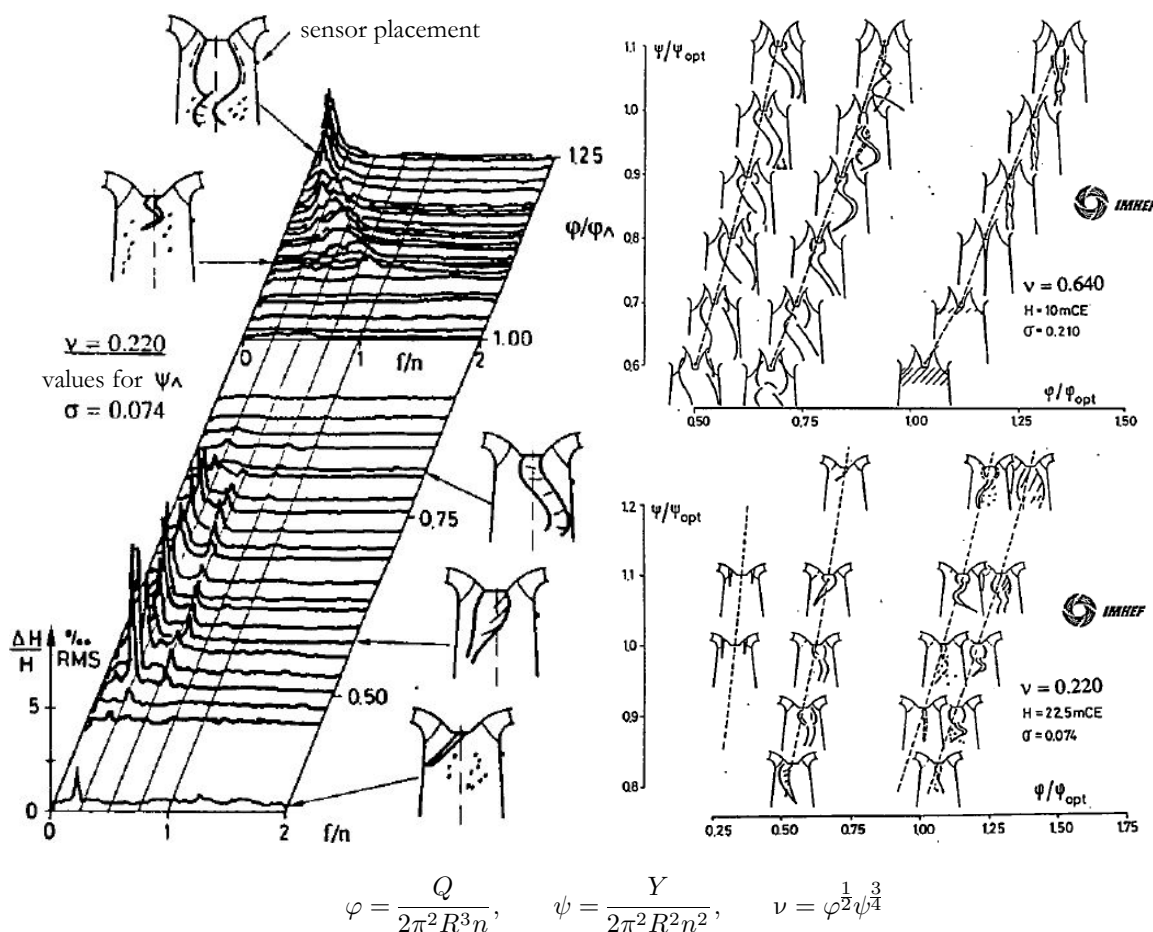 sensor placement
1.25
φ/φ^
ν = 0.220
values for ψ^
σ = 0.074
0
1
2
1.00
f/n
0.75
0.50
ΔH/H ‰ RMS
5
0
0
1
f/n
2
ψ/ψopt
1.1
1.0
0.9
0.8
0.7
0.6
IMHEF
ν = 0.640
H = 10mCE
σ = 0.210
φ/φopt
0.50
0.75
1.00
1.25
1.50
ψ/ψopt
1.2
1.1
1.0
0.9
0.8
IMHEF
ν = 0.220
H = 22.5mCE
σ = 0.074
φ/φopt
0.25
0.50
0.75
1.00
1.25
1.50
1.75
φ = Q / 2π²R³n, ψ = Y / 2π²R²n², ν = φ^{1/2}ψ^{3/4}